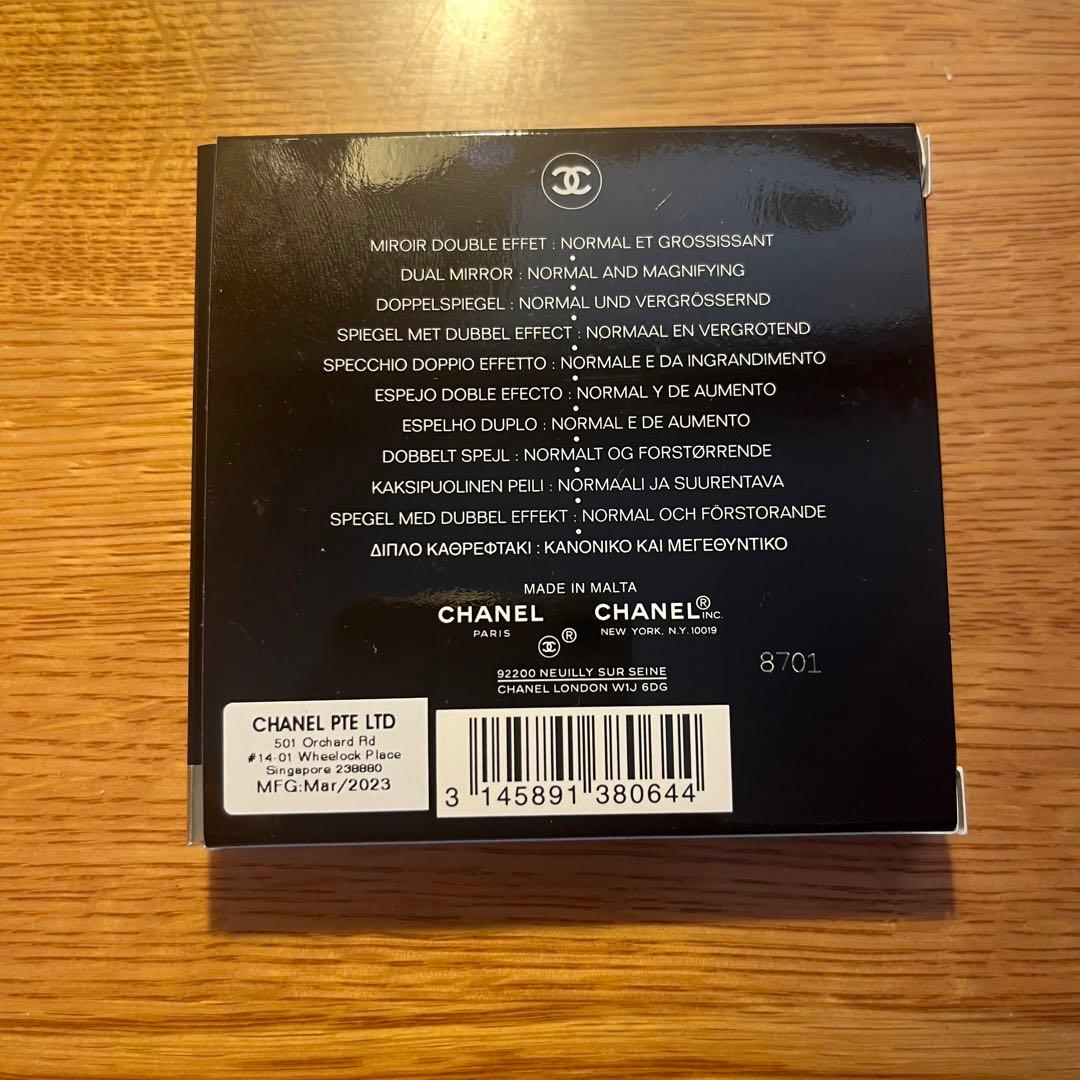 MIROIR DOUBLE EFFET : NORMAL ET GROSSISSANT
DUAL MIRROR : NORMAL AND MAGNIFYING
DOPPELSPIEGEL : NORMAL UND VERGRÖSSERND
SPIEGEL MET DUBBEL EFFECT : NORMAAL EN VERGROTEND
SPECCHIO DOPPIO EFFETTO : NORMALE E DA INGRANDIMENTO
ESPEJO DOBLE EFECTO : NORMAL Y DE AUMENTO
ESPELHO DUPLO : NORMAL E DE AUMENTO
DOBBELT SPEJL : NORMALT OG FORSTØRRENDE
KAKSIPUOLINEN PEILI : NORMAALI JA SUURENTAVA
SPEGEL MED DUBBEL EFFEKT : NORMAL OCH FÖRSTORANDE
ΔΙΠΛΟ ΚΑΘΡΕΦΤΑΚΙ : ΚΑΝΟΝΙΚΟ ΚΑΙ ΜΕΓΕΘΥΝΤΙΚΟ
MADE IN MALTA
CHANEL
PARIS
CHANEL® INC.
NEW YORK, N.Y. 10019
®
92200 NEUILLY SUR SEINE
CHANEL LONDON W1J 6DG
8701
CHANEL PTE LTD
501 Orchard Rd
#14-01 Wheelock Place
Singapore 238880
MFG:Mar/2023
3 145891 380644